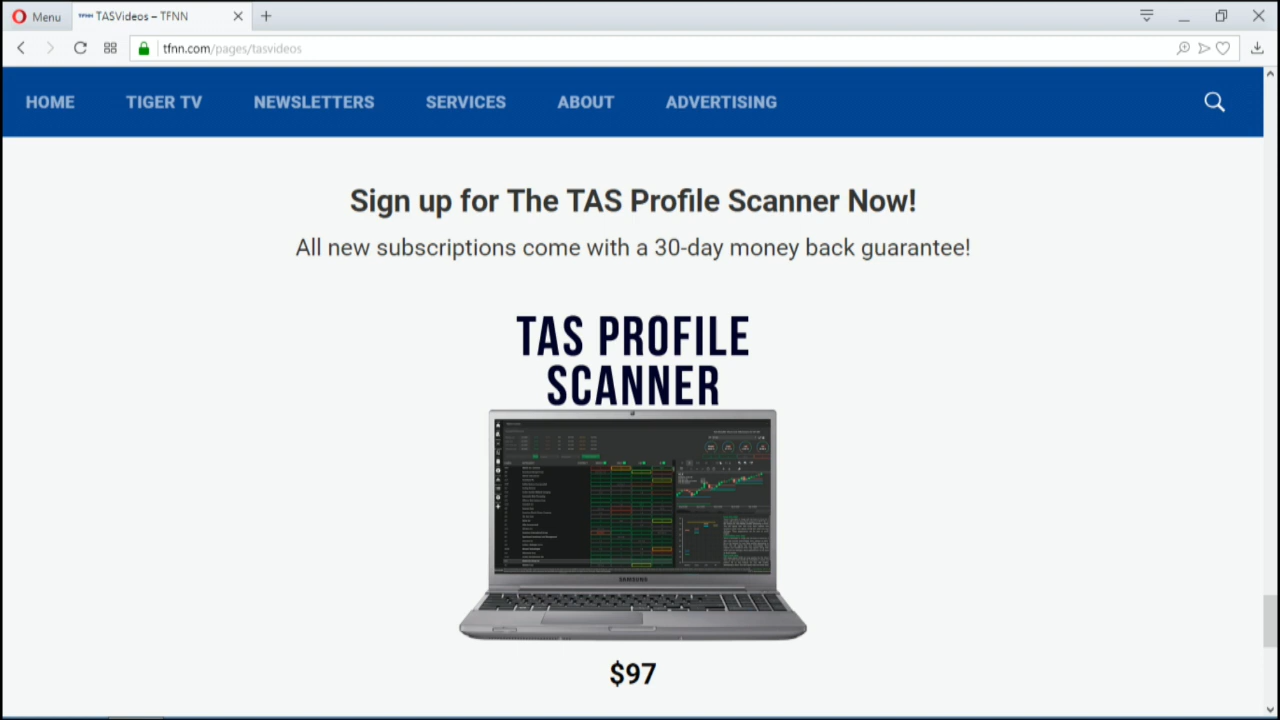 Menu
TFNN TASVideos – TFNN
tfnn.com/pages/tasvideos
HOME
TIGER TV
NEWSLETTERS
SERVICES
ABOUT
ADVERTISING
Sign up for The TAS Profile Scanner Now!
All new subscriptions come with a 30-day money back guarantee!
TAS PROFILE
SCANNER
SAMSUNG
$97